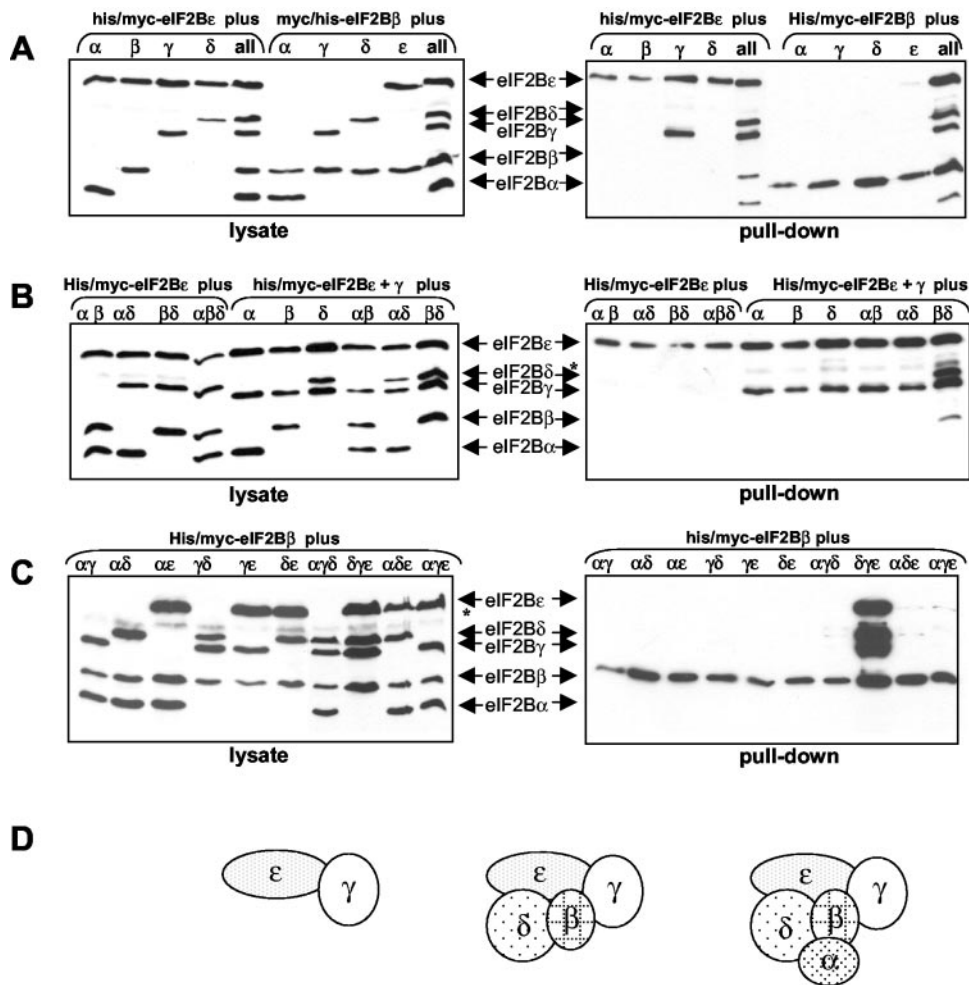 A
his/myc-eIF2Bε plus
myc/his-eIF2Bβ plus
α β γ δ all α γ δ ε all
his/myc-eIF2Bε plus
His/myc-eIF2Bβ plus
α β γ δ all α γ δ ε all
eIF2Bε
eIF2Bδ
eIF2Bγ
eIF2Bβ
eIF2Bα
lysate
pull-down
B
His/myc-eIF2Bε plus
his/myc-eIF2Bε + γ plus
α β αδ βδ αβδ α β δ αβ αδ βδ
His/myc-eIF2Bε plus
His/myc-eIF2Bε + γ plus
α β αδ βδ αβδ α β δ αβ αδ βδ
eIF2Bε
eIF2Bδ *
eIF2Bγ
eIF2Bβ
eIF2Bα
lysate
pull-down
C
His/myc-eIF2Bβ plus
αγ αδ αε γδ γε δε αγδ δγε αδε αγε
his/myc-eIF2Bβ plus
αγ αδ αε γδ γε δε αγδ δγε αδε αγε
eIF2Bε
*
eIF2Bδ
eIF2Bγ
eIF2Bβ
eIF2Bα
lysate
pull-down
D
ε γ
ε γ δ β
ε γ δ β α